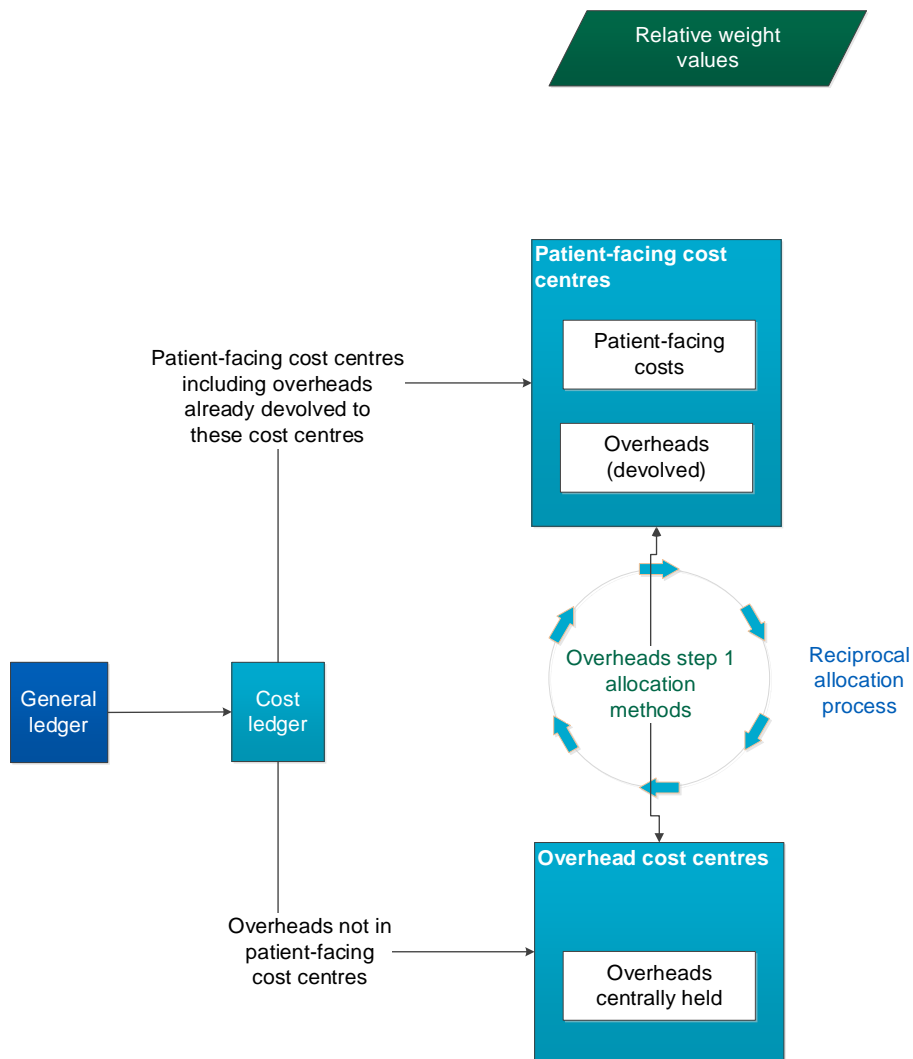 Relative weight
values
Patient-facing cost
centres
Patient-facing
costs
Overheads
(devolved)
Patient-facing cost centres
including overheads
already devolved to
these cost centres
General
ledger
Cost
ledger
Overheads step 1
allocation
methods
Reciprocal
allocation
process
Overheads not in
patient-facing
cost centres
Overhead cost centres
Overheads
centrally held